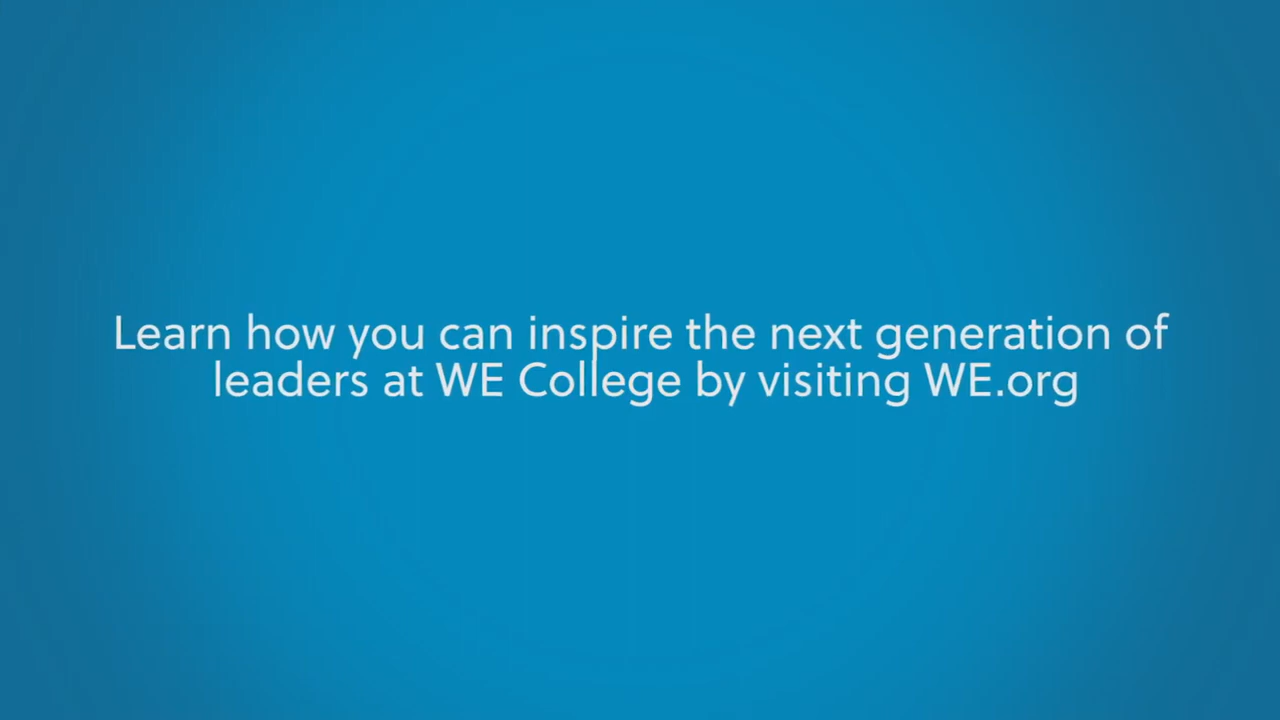 Learn how you can inspire the next generation of
leaders at WE College by visiting WE.org